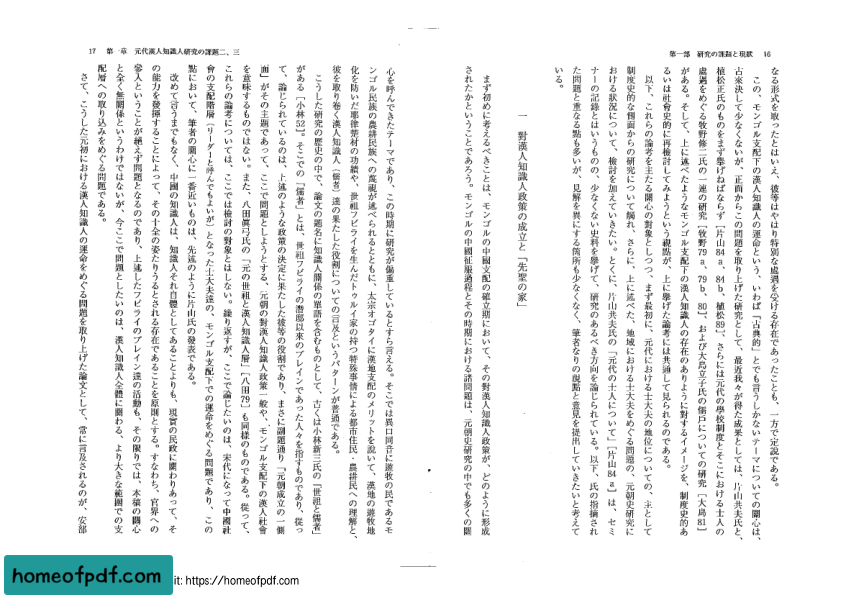 第一部 研究の課題と現狀 16
なる形式を取ったとはいえ、彼等はやはり特別な處遇を受ける存在であったことも、一方で定說である。
この、モンゴル支配下の漢人知識人の運命という、いわば「古典的」とでも言うしかないテーマについての關心は、
古來決して少なくないが、正面からこの問題を取り上げた研究として、最近我々が得た成果としては、片山共夫氏と、
植松正氏のものをまず擧げねばならず［片山84a、84b、植松89］、さらには元代の學校制度とそこにおける士人の
處遇をめぐる牧野修二氏の一連の研究［牧野79a、79b、80］、および大島立子氏の儒戶についての研究［大島81］
がある。そして、上に述べたようなモンゴル支配下の漢人知識人の存在のありように對するイメージを、制度史的あ
るいは社會史的に再檢討してみようという觀點が、上に擧げた論考には共通して見られるのである。
以下、これらの論考を主たる關心の對象としつつ、まず最初に、元代における士大夫の地位についての、主として
制度史的な側面からの研究について觸れ、さらに、上に述べた、地域における士大夫をめぐる問題の、元朝史研究に
おける狀況について、檢討を加えていきたい。とくに、片山共夫氏の「元代の士人について」［片山84a］は、セミ
ナーの記錄とはいうものの、少なくない史料を擧げて、研究のあるべき方向を論じられている。以下、氏の指摘され
た問題と重なる點も多いが、見解を異にする箇所も少なくなく、筆者なりの視點と意見を提出していきたいと考えて
いる。
一 對漢人知識人政策の成立と「先聖の家」
まず初めに考えるべきことは、モンゴルの中國支配の確立期において、その對漢人知識人政策が、どのように形成
されたかということであろう。モンゴルの中國征服過程とその時期における諸問題は、元朝史研究の中でも多くの關
17 第一章 元代漢人知識人研究の課題二、三
心を呼んできたテーマであり、この時期に研究が偏重しているとすら言える。そこでは異口同音に遊牧の民であるモ
ンゴル民族の農耕民族への蔑視が述べられるとともに、太宗オゴタイに漢地支配のメリットを說いて、漢地の遊牧地
化を防いだ耶律楚材の功績や、世祖フビライを生んだトゥルイ家の持つ特殊事情による都市住民・農耕民への理解と、
彼を取り卷く漢人知識人（儒者）達の果たした役割についての言及というパターンが普通である。
こうした研究の歷史の中で、論文の題名に知識人關係の單語を含むものとして、古くは小林新三氏の「世祖と儒者」
がある［小林52］。そこでの「儒者」とは、世祖フビライの潛邸以來のブレインであった人々を指すものであり、從っ
て、論じられているのは、上述のような政策の決定に果たした彼等の役割であり、まさに副題通り「元朝成立の一側
面」がその主題であって、ここで問題としようとする、元朝の對漢人知識人政策一般や、モンゴル支配下の漢人社會
を意味するものではない。また、八田眞弓氏の「元の世祖と漢人知識人層」［八田79］も同樣のものである。從って、
これらの論考については、ここでは檢討の對象とはしない。繰り返すが、ここで論じたいのは、宋代になって中國社
會の支配階層（リーダーと呼んでもよいが）となった士大夫達の、モンゴル支配下での運命をめぐる問題であり、この
點において、筆者の關心に一番近いものは、先述のように片山氏の發表である。
改めて言うまでもなく、中國の知識人は、知識人それ自體としてあることよりも、現實の民政に關わりあって、そ
の能力を發揮することによって、その十全の姿たりうるとされる存在であることを原則とする。すなわち、官界への
參入ということが絕えず問題となるのであり、上述したフビライのブレイン達の活動も、その限りでは、本稿の關心
と全く無關係というわけではないが、今ここで問題としたいのは、漢人知識人全體に關わる、より大きな範圍での支
配層への取り込みをめぐる問題である。
さて、こうした元初における漢人知識人の運命をめぐる問題を取り上げた論文として、常に言及されるのが、安部
homeofpdf.com
it: https://homeofpdf.com